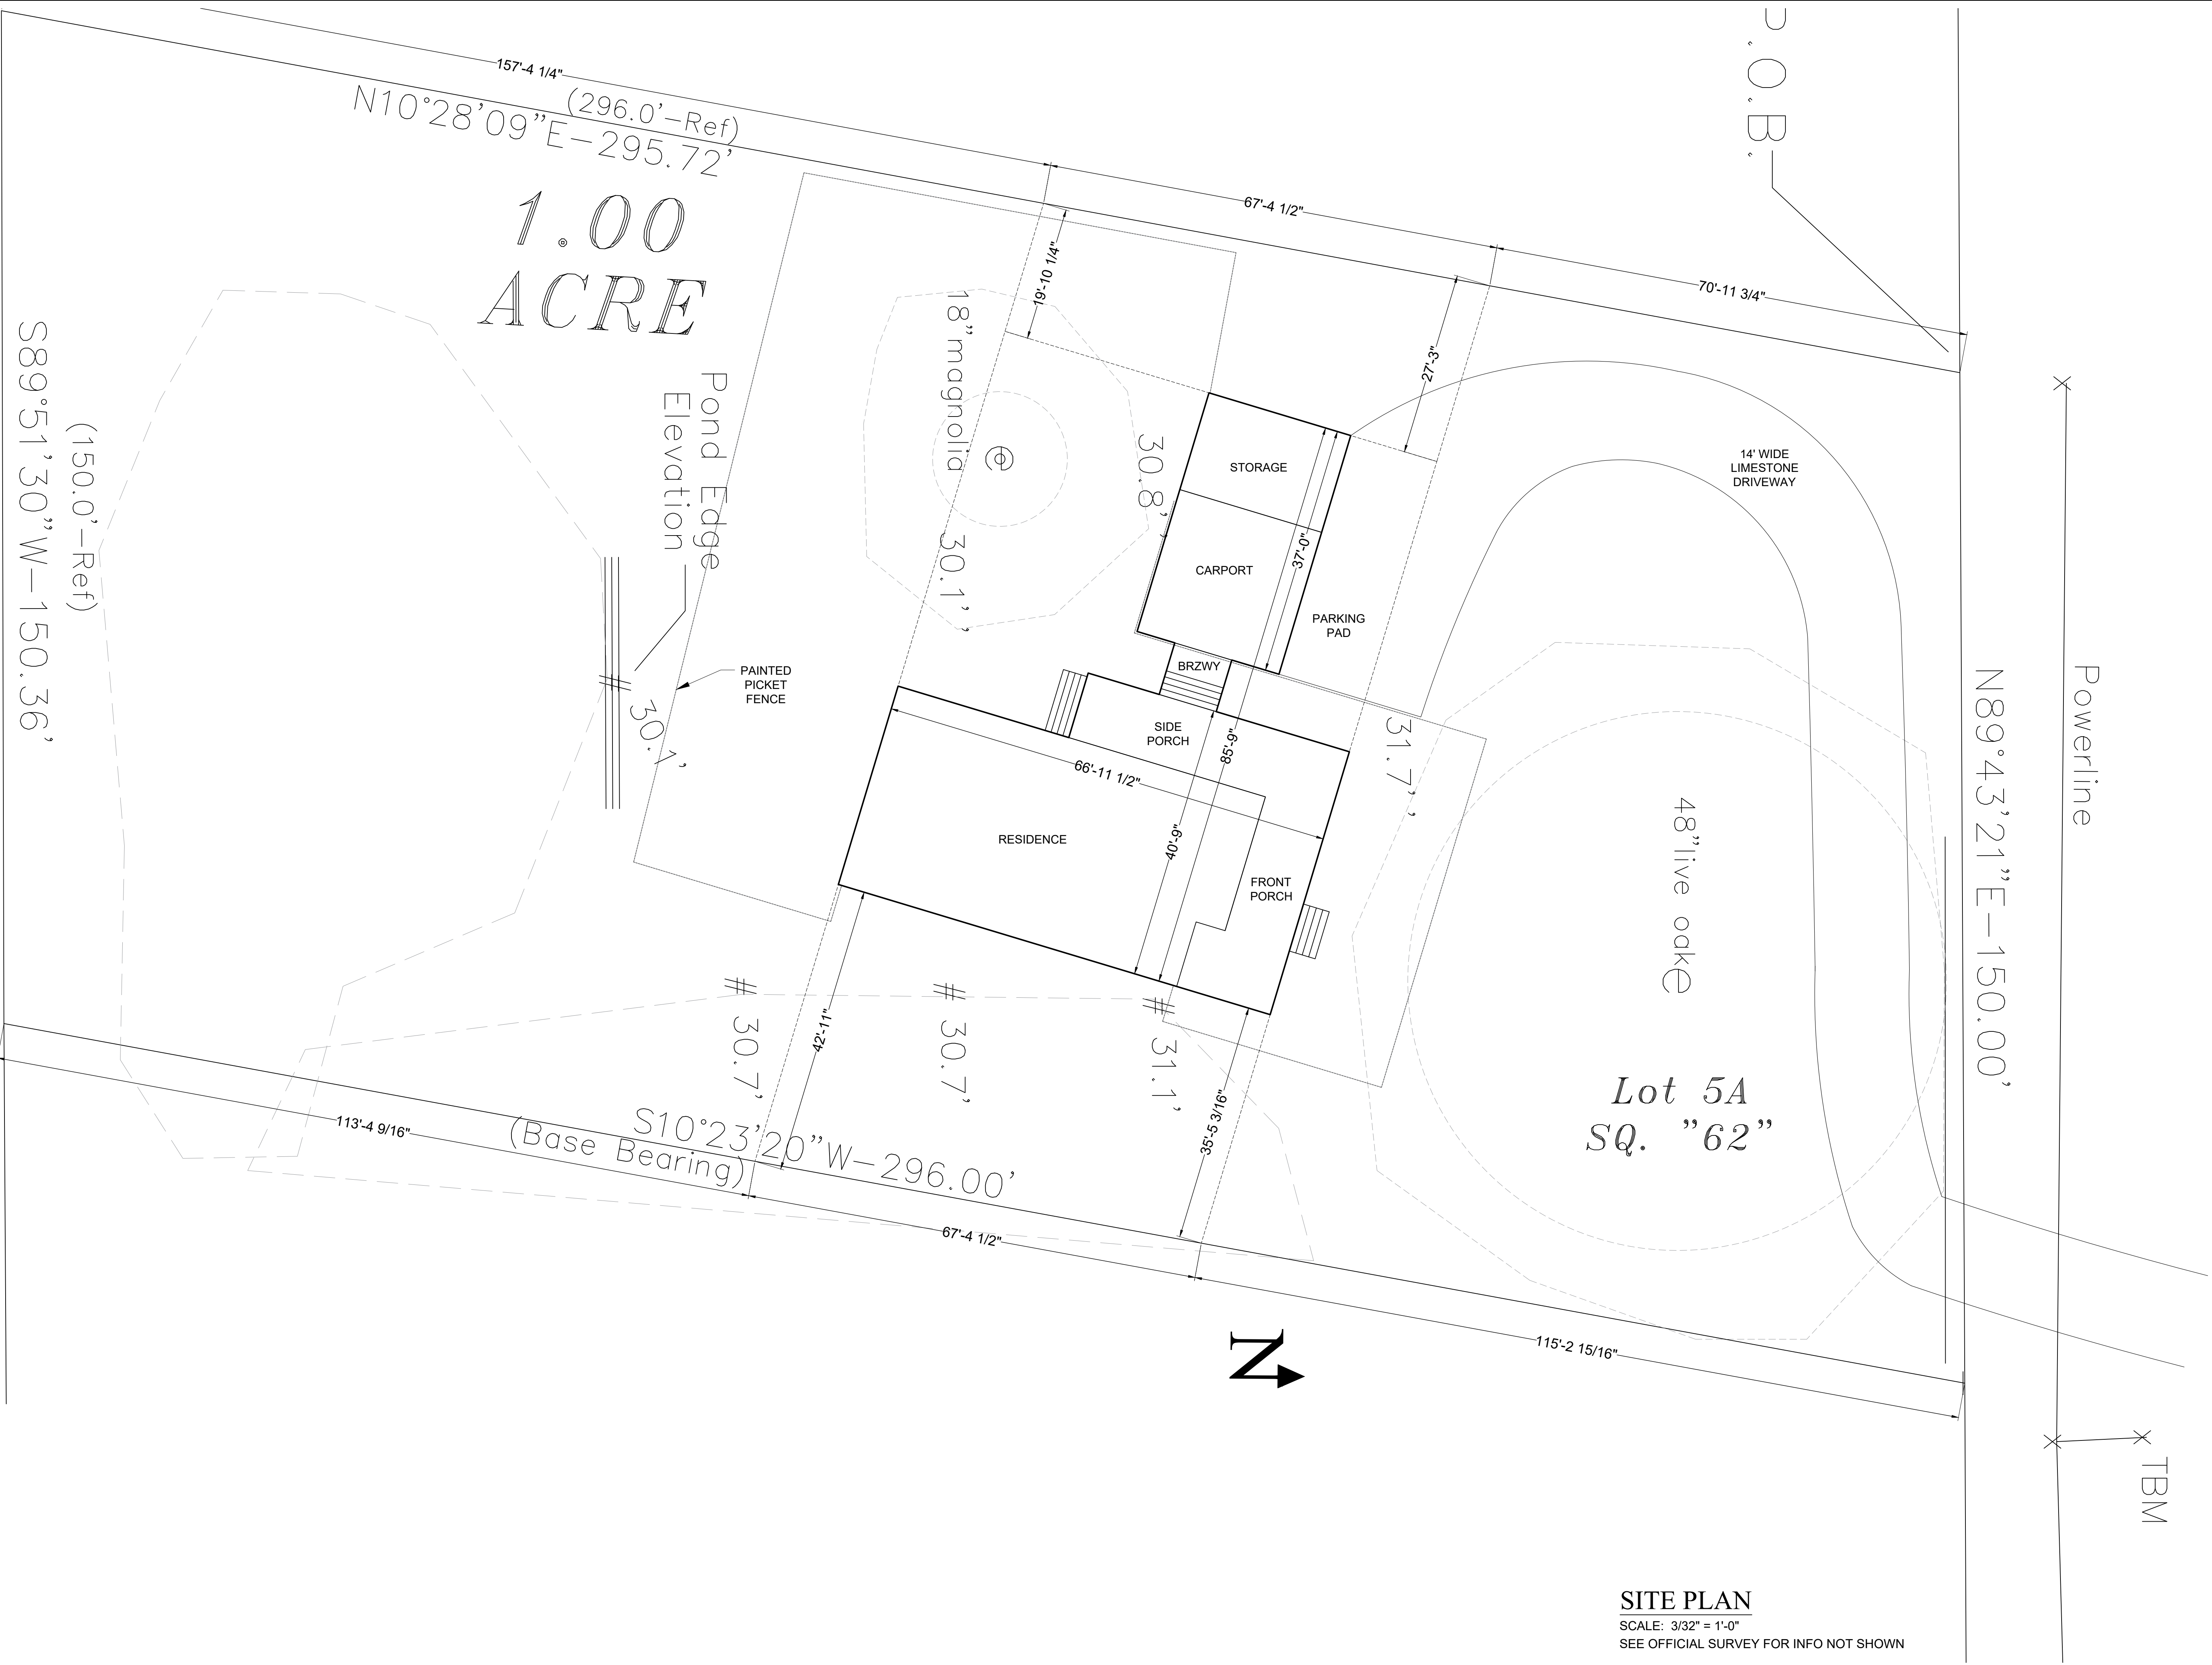 P.O.B.
157'-4 1/4"
(296.0'-Ref)
N10°28'09"E-295.72'
67'-4 1/2"
70'-11 3/4"
1.00
ACRE
19'-10 1/4"
27'-3"
18" magnolia
Pond Edge
Elevation
30.8'
30.1'
STORAGE
CARPORT
37'-0"
14' WIDE
LIMESTONE
DRIVEWAY
PARKING
PAD
BRZWY
PAINTED
PICKET
FENCE
30.1'
SIDE
PORCH
85'-9"
66'-11 1/2"
40'-9"
RESIDENCE
FRONT
PORCH
31.7'
48"live oak
(150.0'-Ref)
S89°51'30"W-150.36'
N89°43'21"E-150.00'
Powerline
42'-11"
30.7'
30.7'
31.1'
35'-5 3/16"
Lot 5A
SQ. "62"
S10°23'20"W-296.00'
(Base Bearing)
113'-4 9/16"
67'-4 1/2"
115'-2 15/16"
N
TBM
SITE PLAN
SCALE: 3/32" = 1'-0"
SEE OFFICIAL SURVEY FOR INFO NOT SHOWN